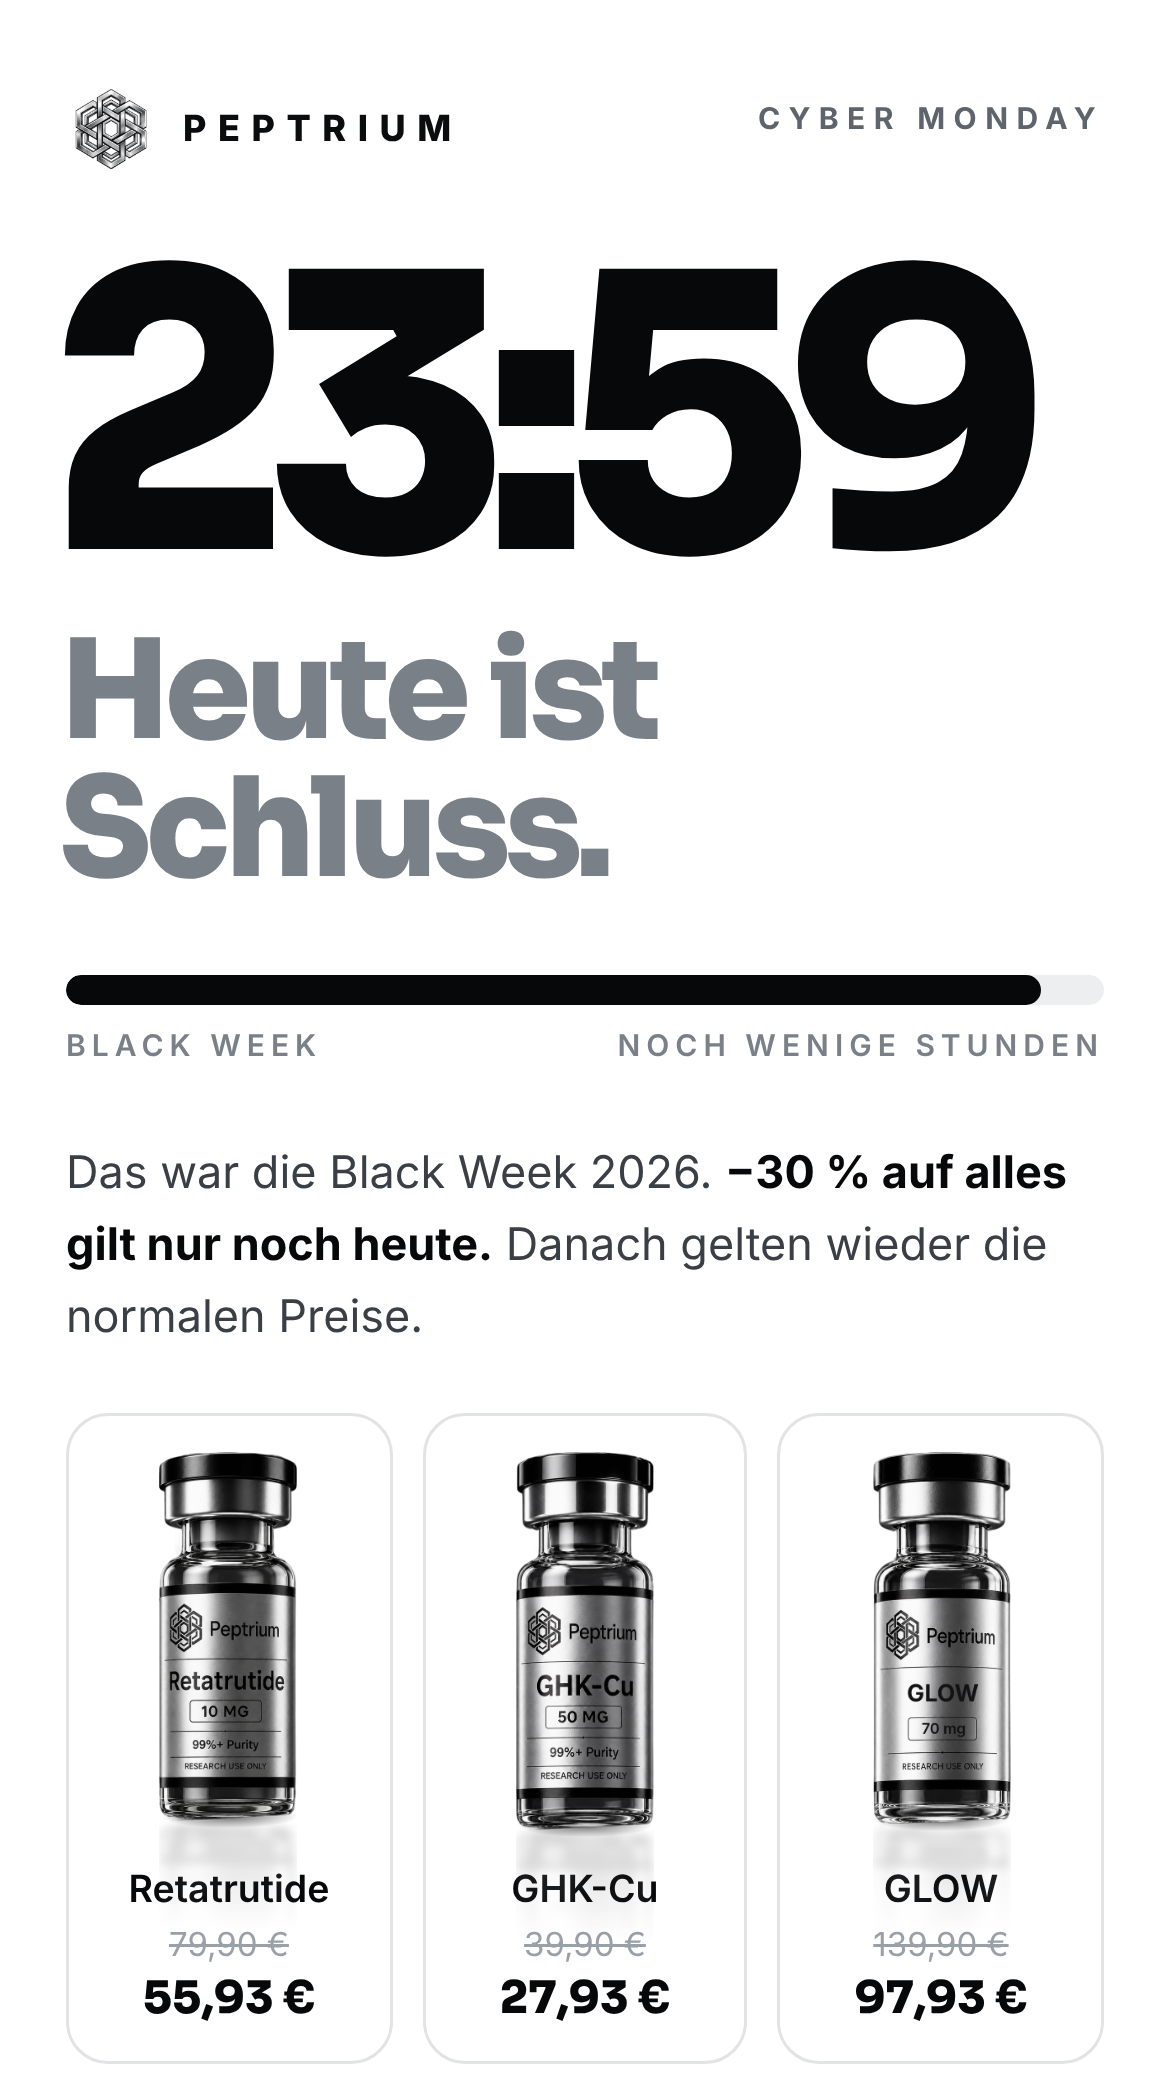 PEPTRIUM
CYBER MONDAY
23:59
Heute ist
Schluss.
BLACK WEEK
NOCH WENIGE STUNDEN
Das war die Black Week 2026. −30 % auf alles
gilt nur noch heute. Danach gelten wieder die
normalen Preise.
Peptrium
Retatrutide
10 MG
99%+ Purity
RESEARCH USE ONLY
Retatrutide
79,90 €
55,93 €
Peptrium
GHK-Cu
50 MG
99%+ Purity
RESEARCH USE ONLY
GHK-Cu
39,90 €
27,93 €
Peptrium
GLOW
70 mg
RESEARCH USE ONLY
GLOW
139,90 €
97,93 €